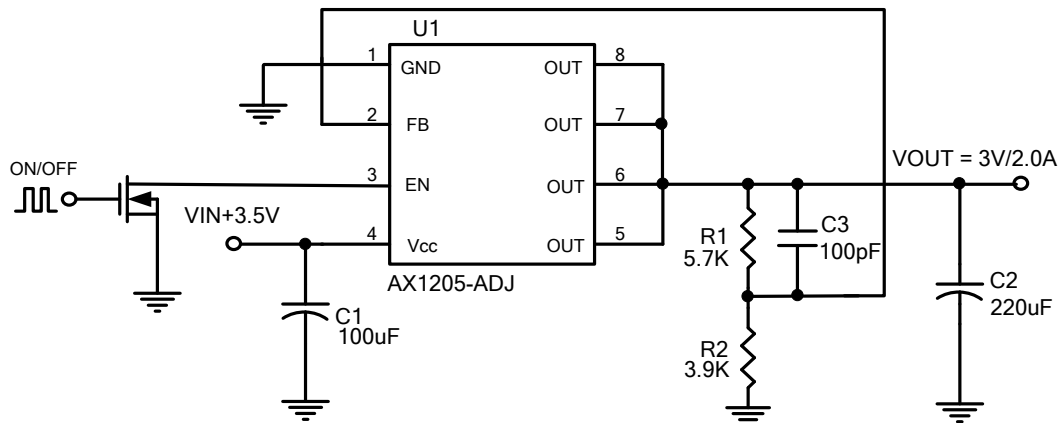 U1
1
GND
OUT
8
2
FB
OUT
7
3
EN
OUT
6
4
Vcc
OUT
5
AX1205-ADJ
ON/OFF
VIN+3.5V
C1
100uF
R1
5.7K
C3
100pF
R2
3.9K
VOUT = 3V/2.0A
C2
220uF